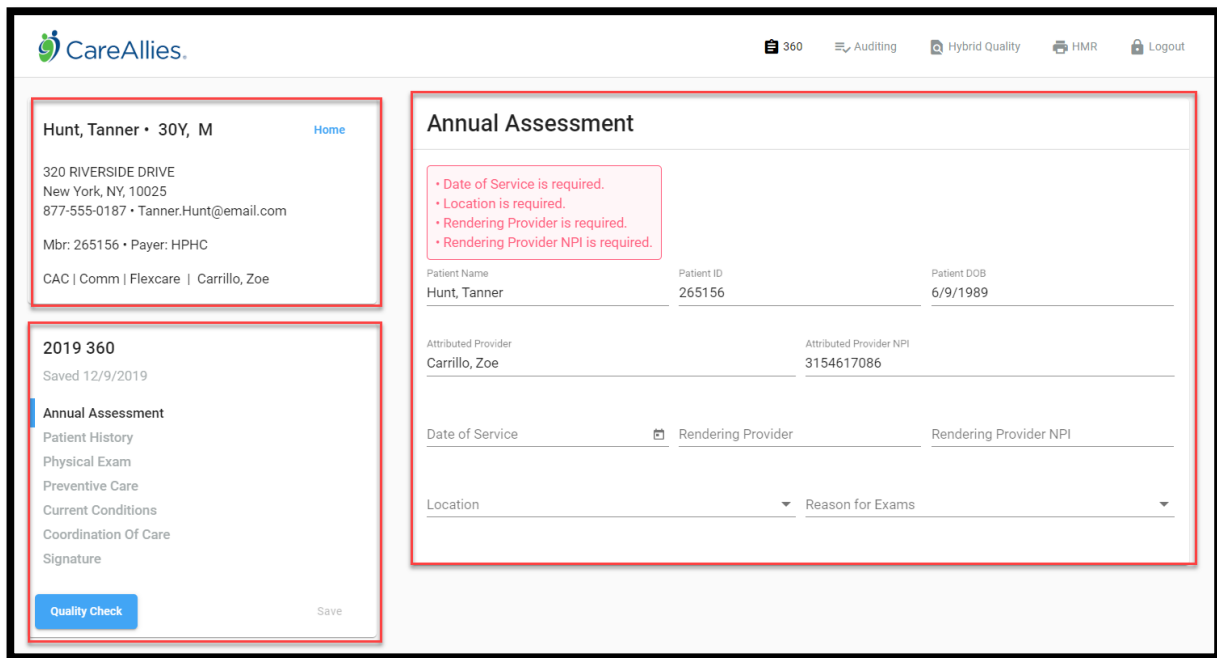 CareAllies.
360
Auditing
Hybrid Quality
HMR
Logout
Hunt, Tanner • 30Y, M
Home
320 RIVERSIDE DRIVE
New York, NY, 10025
877-555-0187 • Tanner.Hunt@email.com
Mbr: 265156 • Payer: HPHC
CAC | Comm | Flexcare | Carrillo, Zoe
2019 360
Saved 12/9/2019
Annual Assessment
Patient History
Physical Exam
Preventive Care
Current Conditions
Coordination Of Care
Signature
Quality Check
Save
Annual Assessment
• Date of Service is required.
• Location is required.
• Rendering Provider is required.
• Rendering Provider NPI is required.
Patient Name
Hunt, Tanner
Patient ID
265156
Patient DOB
6/9/1989
Attributed Provider
Carrillo, Zoe
Attributed Provider NPI
3154617086
Date of Service
Rendering Provider
Rendering Provider NPI
Location
Reason for Exams